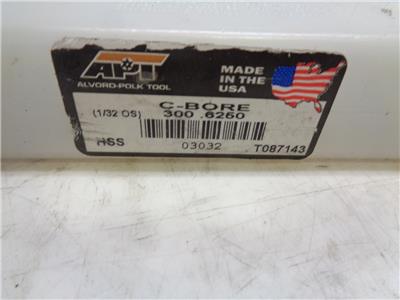 APT
ALVORD-POLK TOOL
MADE IN
THE
USA
C-BORE
(1/32 OS) 300 .6250
HSS 03032 T087143